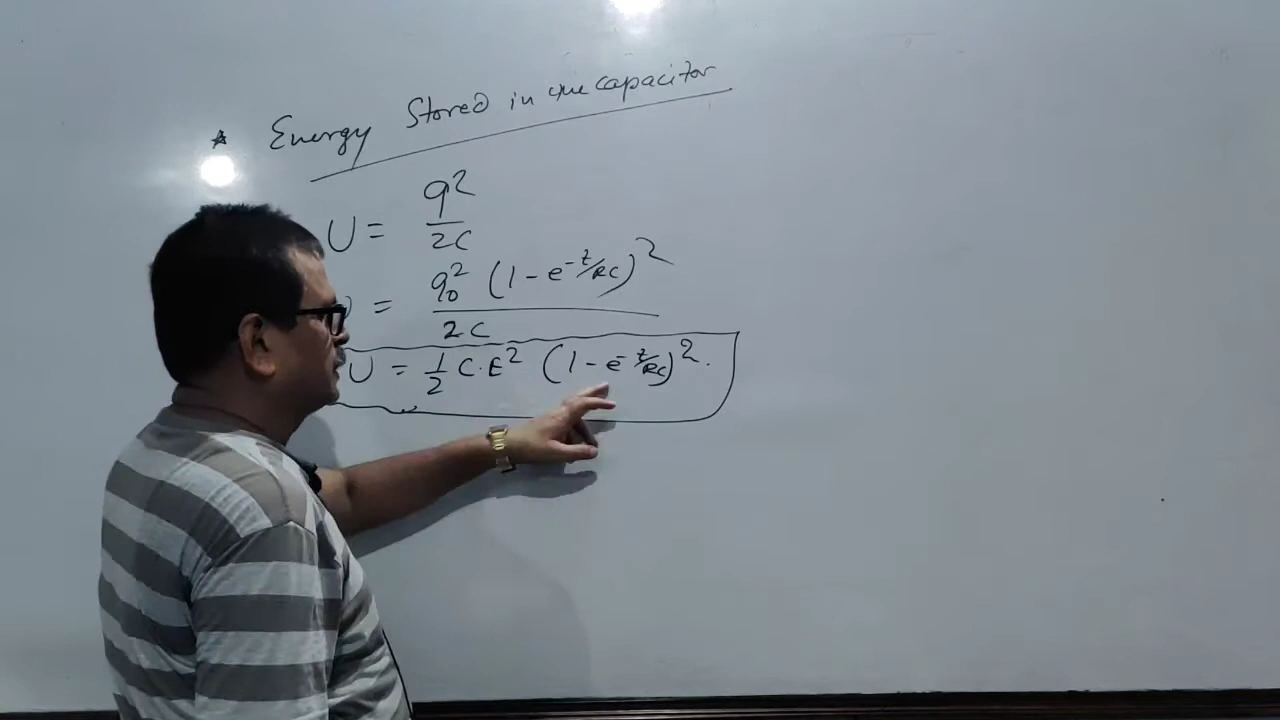 * Energy Stored in the capacitor
U = q²/2C
= q₀² (1 - e^(-t/RC))² / 2C
U = 1/2 C.E² (1 - e^(-t/RC))².